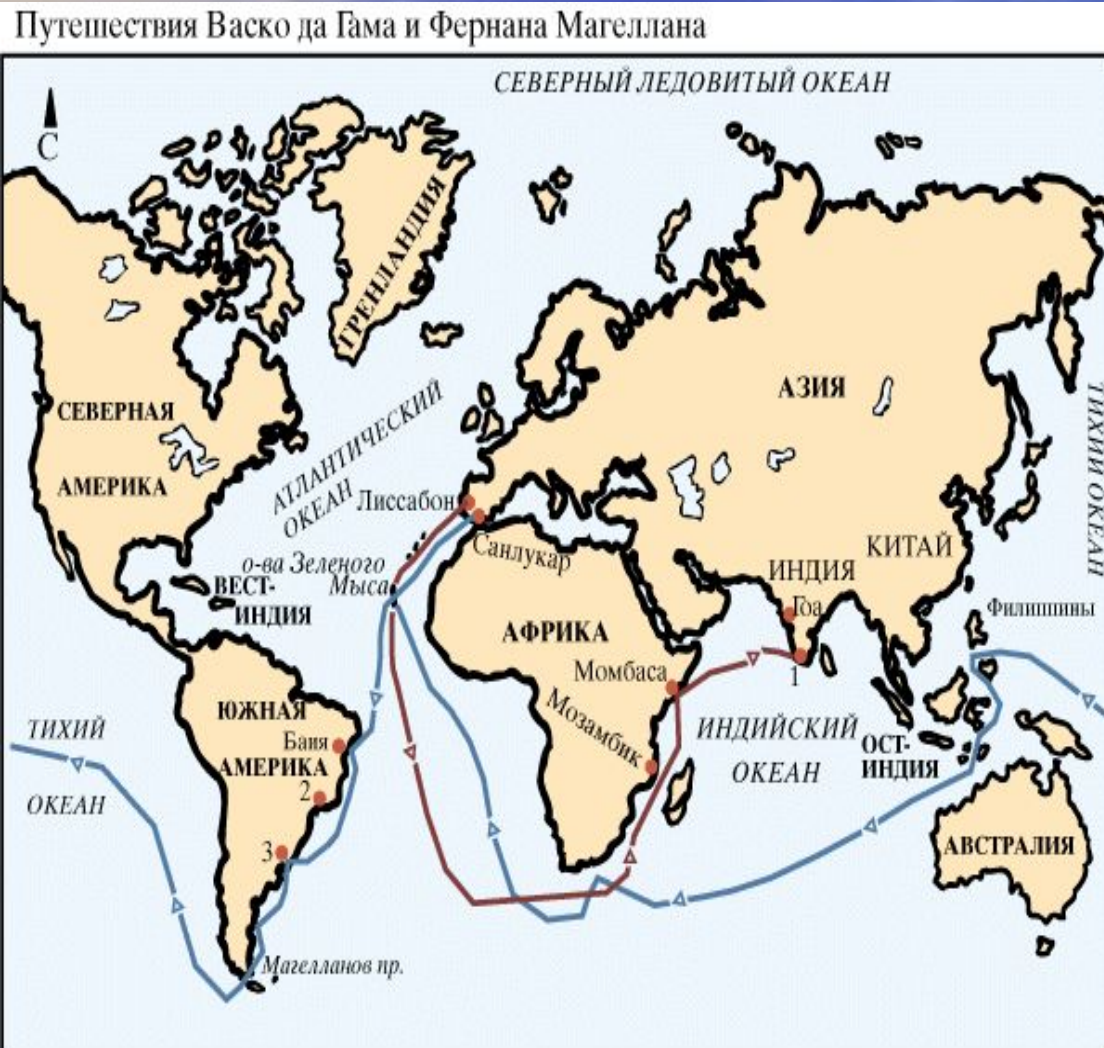 Путешествия Васко да Гама и Фернана Магеллана
СЕВЕРНЫЙ ЛЕДОВИТЫЙ ОКЕАН
С
ГРЕНЛАНДИЯ
АЗИЯ
СЕВЕРНАЯ
АМЕРИКА
АТЛАНТИЧЕСКИЙ
ОКЕАН
ТИХИЙ ОКЕАН
Лиссабон
Санлукар
о-ва Зеленого
Мыса
ВЕСТ-
ИНДИЯ
КИТАЙ
ИНДИЯ
Гоа
Филиппины
АФРИКА
Момбаса
1
Мозамбик
ИНДИЙСКИЙ
ОКЕАН
ОСТ-
ИНДИЯ
ЮЖНАЯ
АМЕРИКА
Баия
2
3
ТИХИЙ
ОКЕАН
АВСТРАЛИЯ
Магелланов пр.